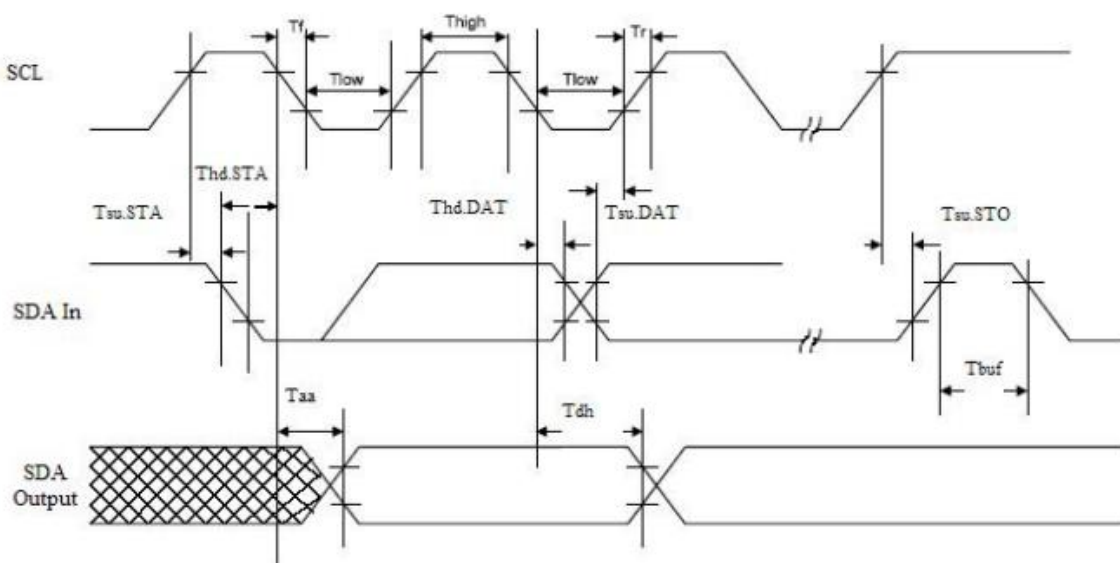 Tf
Thigh
Tr
SCL
Tlow
Tlow
Thd.STA
Tsu.STA
Thd.DAT
Tsu.DAT
Tsu.STO
SDA In
Tbuf
Taa
Tdh
SDA
Output